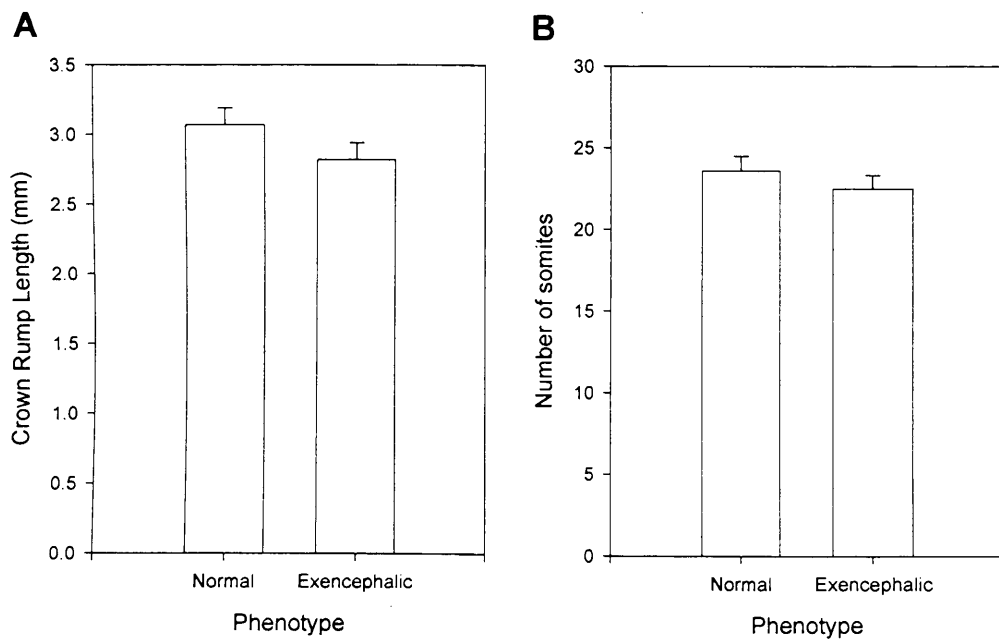 A
Crown Rump Length (mm)
3.5
3.0
2.5
2.0
1.5
1.0
0.5
0.0
Normal
Exencephalic
Phenotype
B
Number of somites
30
25
20
15
10
5
0
Normal
Exencephalic
Phenotype